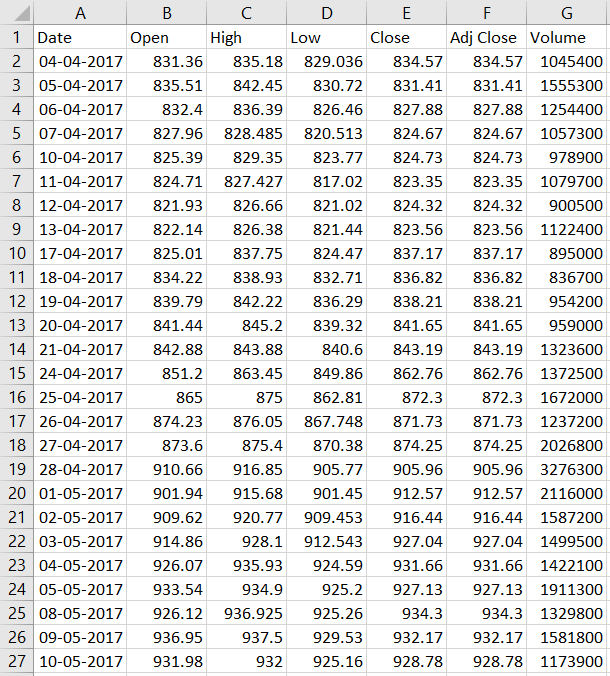 A B C D E F G
1 Date Open High Low Close Adj Close Volume
2 04-04-2017 831.36 835.18 829.036 834.57 834.57 1045400
3 05-04-2017 835.51 842.45 830.72 831.41 831.41 1555300
4 06-04-2017 832.4 836.39 826.46 827.88 827.88 1254400
5 07-04-2017 827.96 828.485 820.513 824.67 824.67 1057300
6 10-04-2017 825.39 829.35 823.77 824.73 824.73 978900
7 11-04-2017 824.71 827.427 817.02 823.35 823.35 1079700
8 12-04-2017 821.93 826.66 821.02 824.32 824.32 900500
9 13-04-2017 822.14 826.38 821.44 823.56 823.56 1122400
10 17-04-2017 825.01 837.75 824.47 837.17 837.17 895000
11 18-04-2017 834.22 838.93 832.71 836.82 836.82 836700
12 19-04-2017 839.79 842.22 836.29 838.21 838.21 954200
13 20-04-2017 841.44 845.2 839.32 841.65 841.65 959000
14 21-04-2017 842.88 843.88 840.6 843.19 843.19 1323600
15 24-04-2017 851.2 863.45 849.86 862.76 862.76 1372500
16 25-04-2017 865 875 862.81 872.3 872.3 1672000
17 26-04-2017 874.23 876.05 867.748 871.73 871.73 1237200
18 27-04-2017 873.6 875.4 870.38 874.25 874.25 2026800
19 28-04-2017 910.66 916.85 905.77 905.96 905.96 3276300
20 01-05-2017 901.94 915.68 901.45 912.57 912.57 2116000
21 02-05-2017 909.62 920.77 909.453 916.44 916.44 1587200
22 03-05-2017 914.86 928.1 912.543 927.04 927.04 1499500
23 04-05-2017 926.07 935.93 924.59 931.66 931.66 1422100
24 05-05-2017 933.54 934.9 925.2 927.13 927.13 1911300
25 08-05-2017 926.12 936.925 925.26 934.3 934.3 1329800
26 09-05-2017 936.95 937.5 929.53 932.17 932.17 1581800
27 10-05-2017 931.98 932 925.16 928.78 928.78 1173900